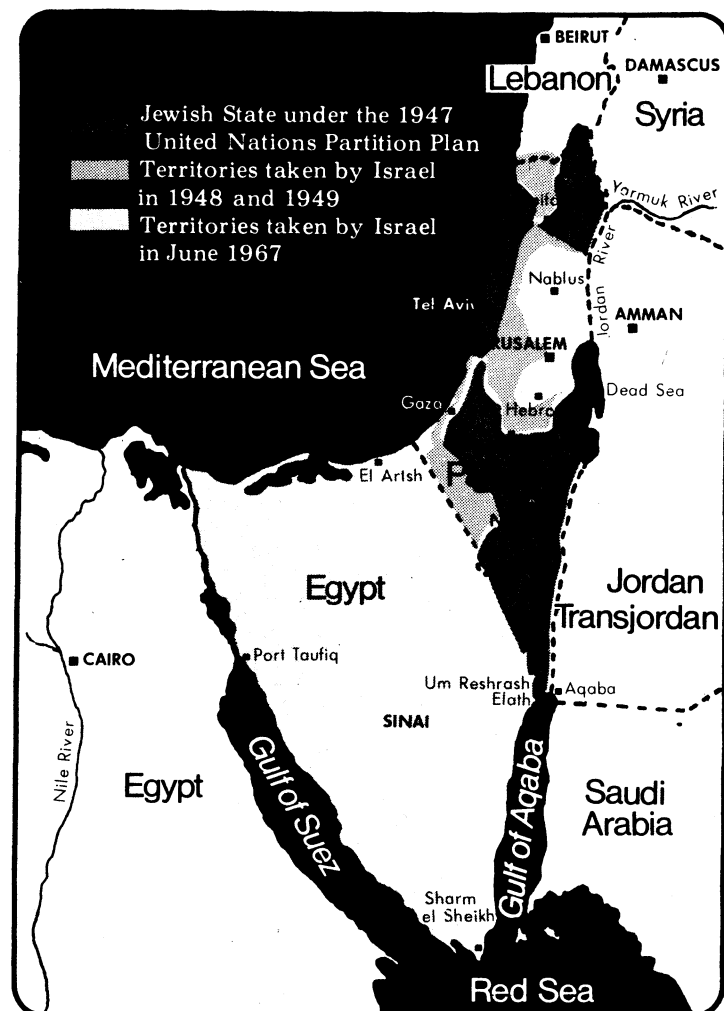 BEIRUT
Lebanon
DAMASCUS
Syria
Jewish State under the 1947
United Nations Partition Plan
Territories taken by Israel
in 1948 and 1949
Territories taken by Israel
in June 1967
Yarmuk River
Jordan River
Nablus
Tel Aviv
AMMAN
RUSALEM
Mediterranean Sea
Dead Sea
Gaza
Hebro
El Arish
P
Egypt
Jordan
Transjordan
CAIRO
Port Taufiq
Um Reshrash
Elath
Aqaba
SINAI
Nile River
Egypt
Gulf of Suez
Gulf of Aqaba
Saudi
Arabia
Sharm
el Sheikh
Red Sea